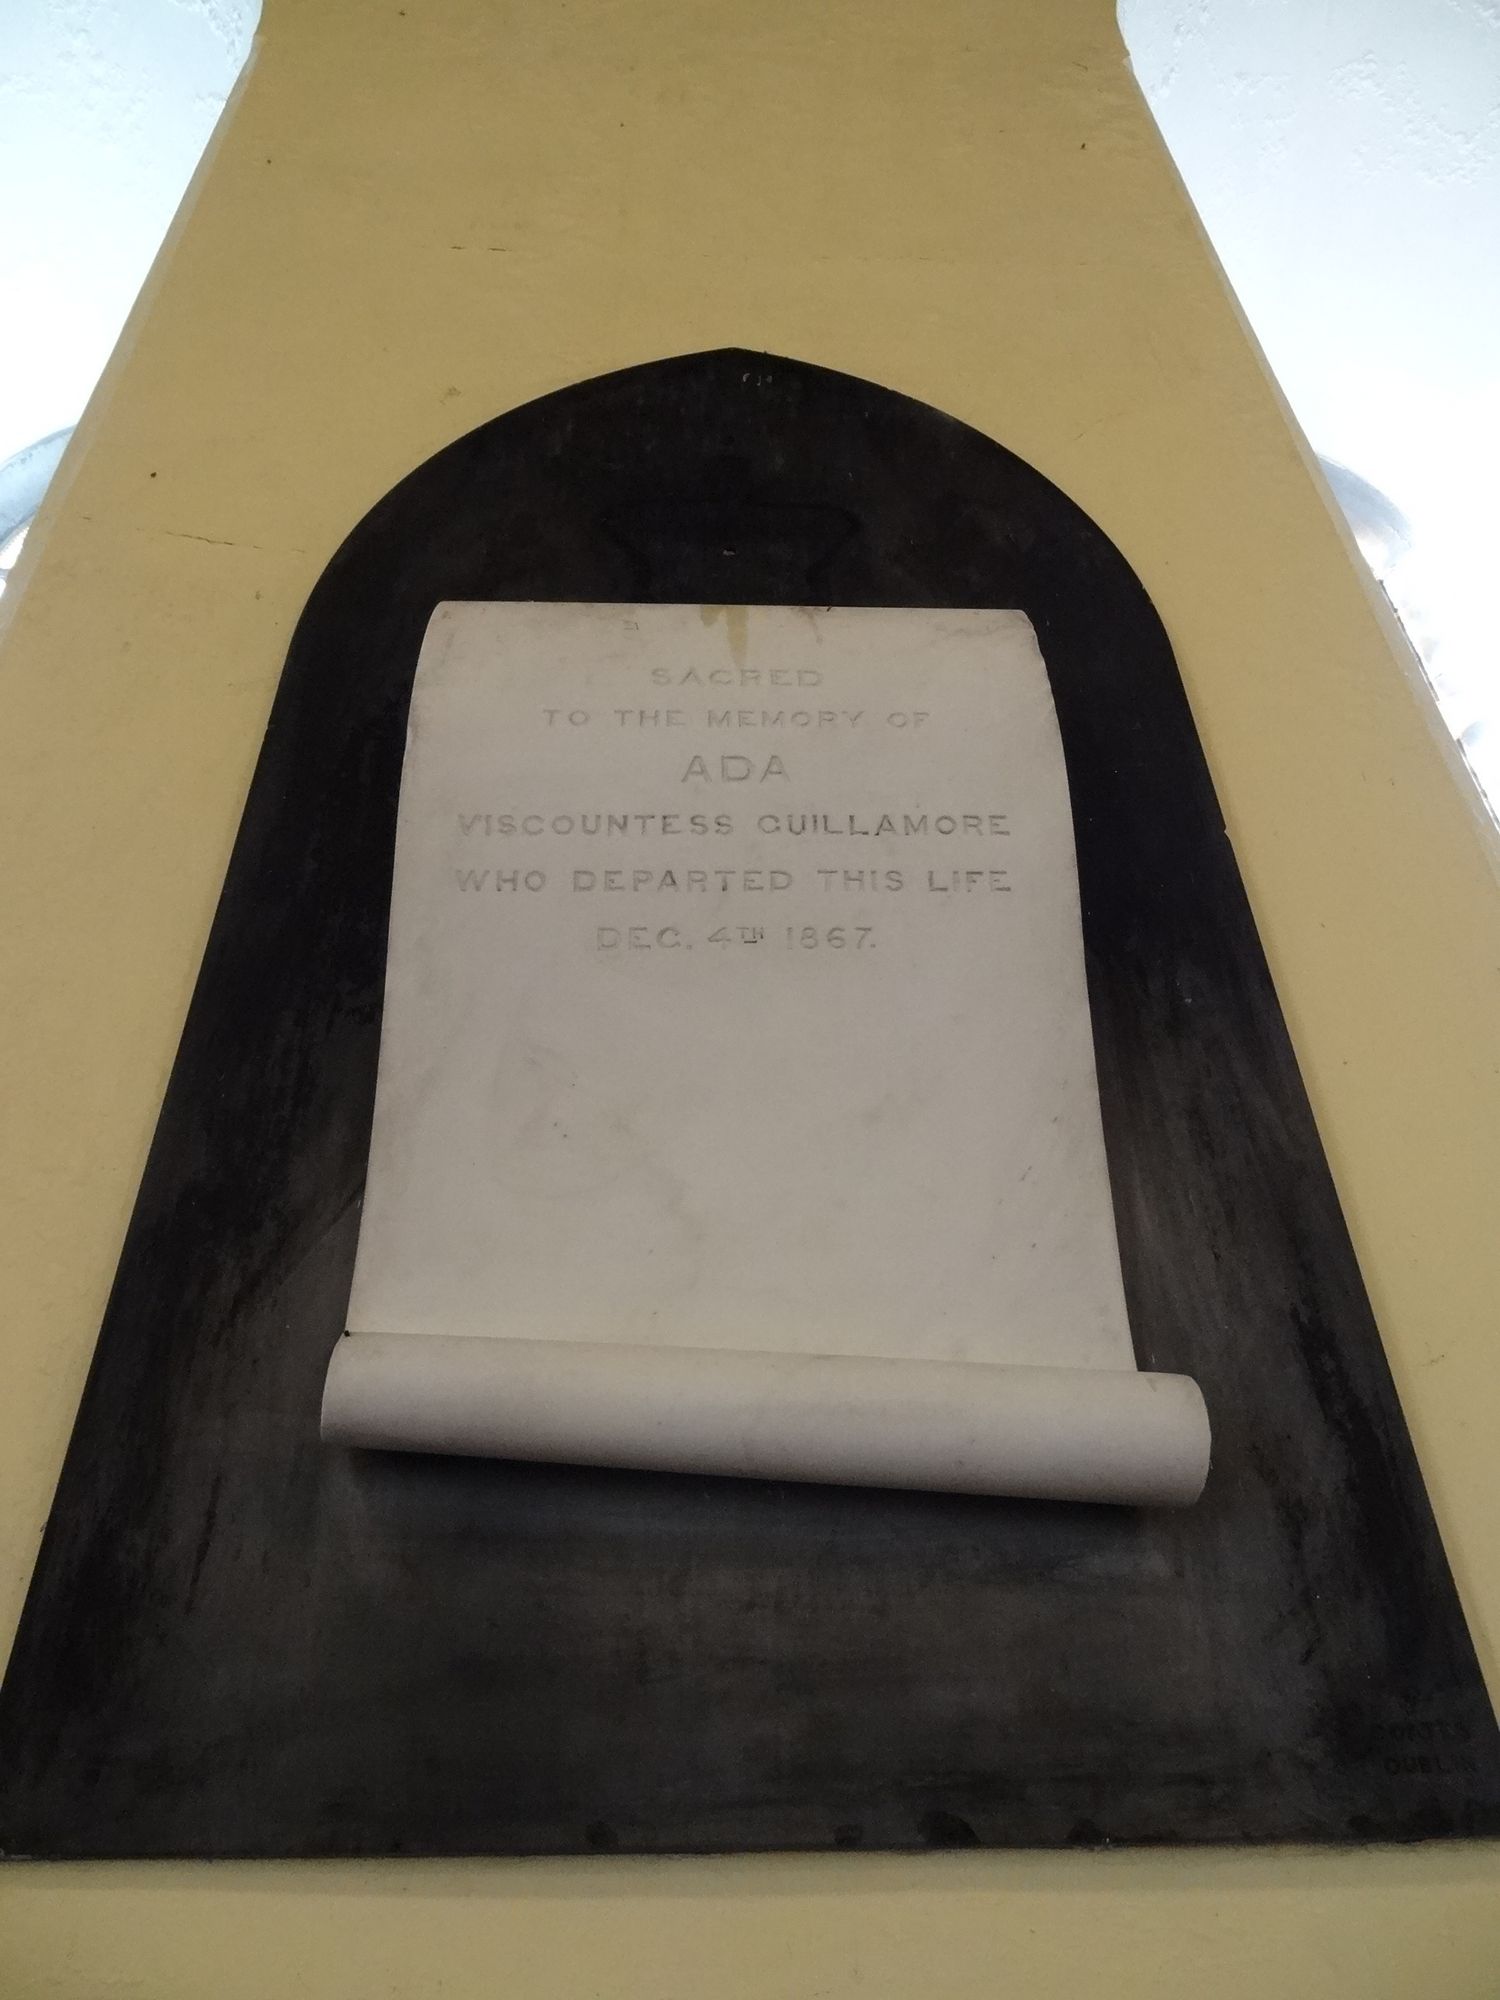 SACRED
TO THE MEMORY OF
ADA
VISCOUNTESS GUILLAMORE
WHO DEPARTED THIS LIFE
DEC. 4TH 1867.
DUBLIN